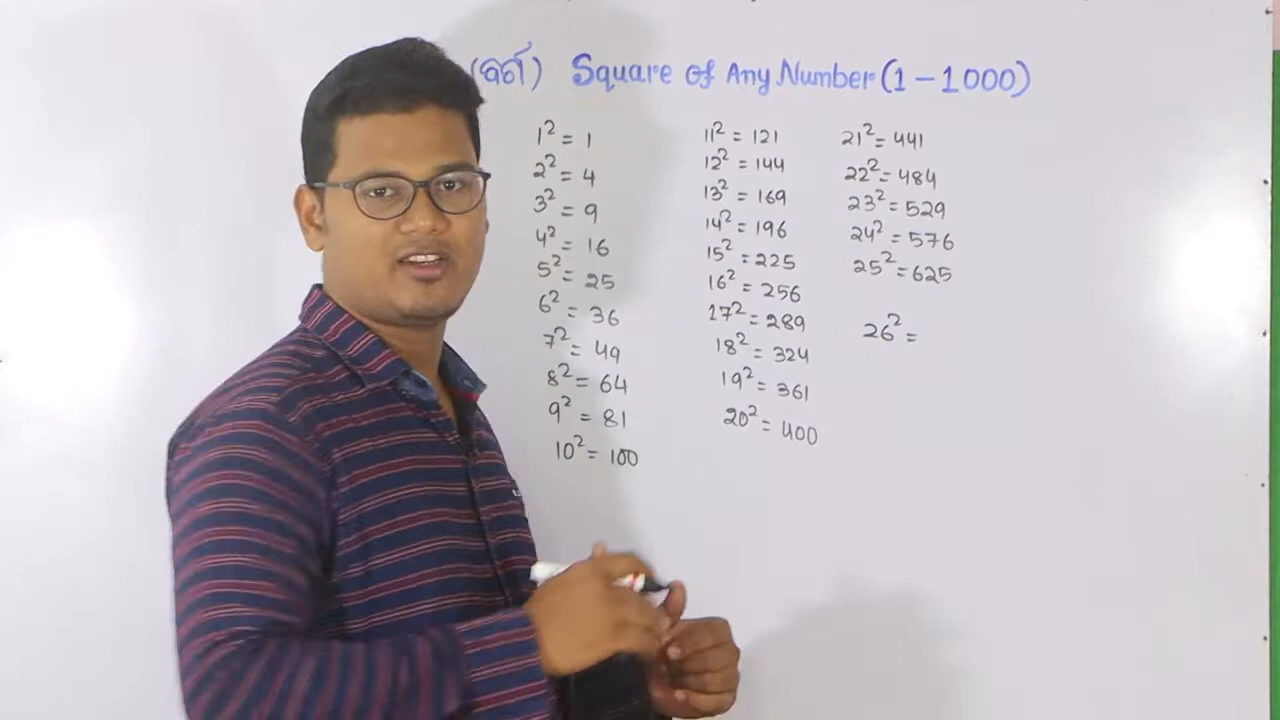 (ବର୍ଗ) Square of Any Number (1 - 1000)
1² = 1
2² = 4
3² = 9
4² = 16
5² = 25
6² = 36
7² = 49
8² = 64
9² = 81
10² = 100
11² = 121
12² = 144
13² = 169
14² = 196
15² = 225
16² = 256
17² = 289
18² = 324
19² = 361
20² = 400
21² = 441
22² = 484
23² = 529
24² = 576
25² = 625
26² =